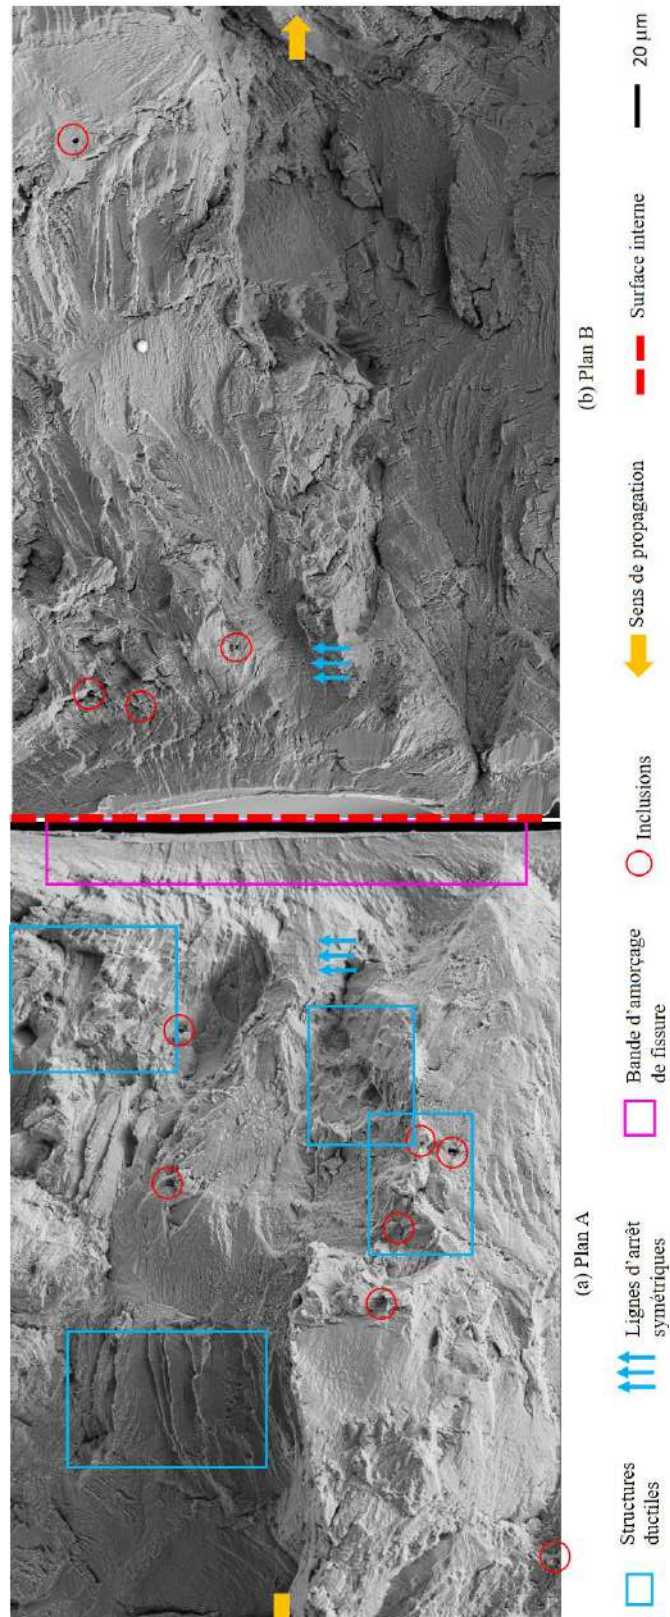 (a) Plan A
(b) Plan B
Structures
ductiles
Lignes d'arrêt
symétriques
Bande d'amorçage
de fissure
Inclusions
Sens de propagation
Surface interne
20 µm